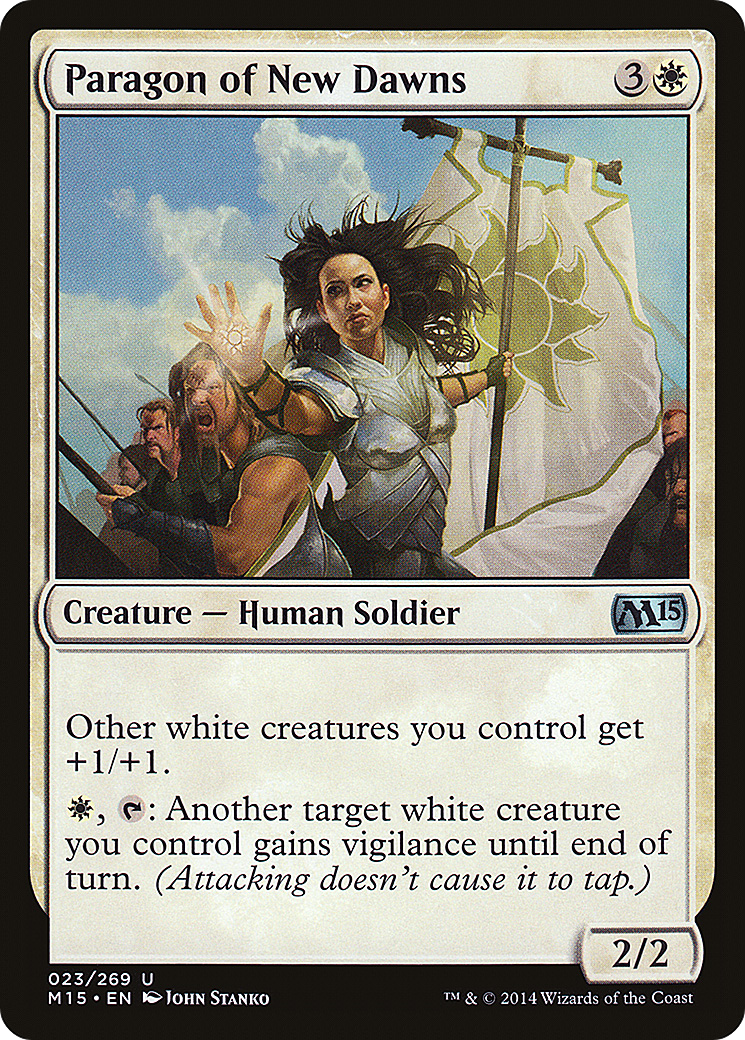 Paragon of New Dawns 3
Creature — Human Soldier M15
Other white creatures you control get
+1/+1.
, : Another target white creature
you control gains vigilance until end of
turn. (Attacking doesn't cause it to tap.)
2/2
023/269 U
M15 • EN John Stanko ™ & © 2014 Wizards of the Coast